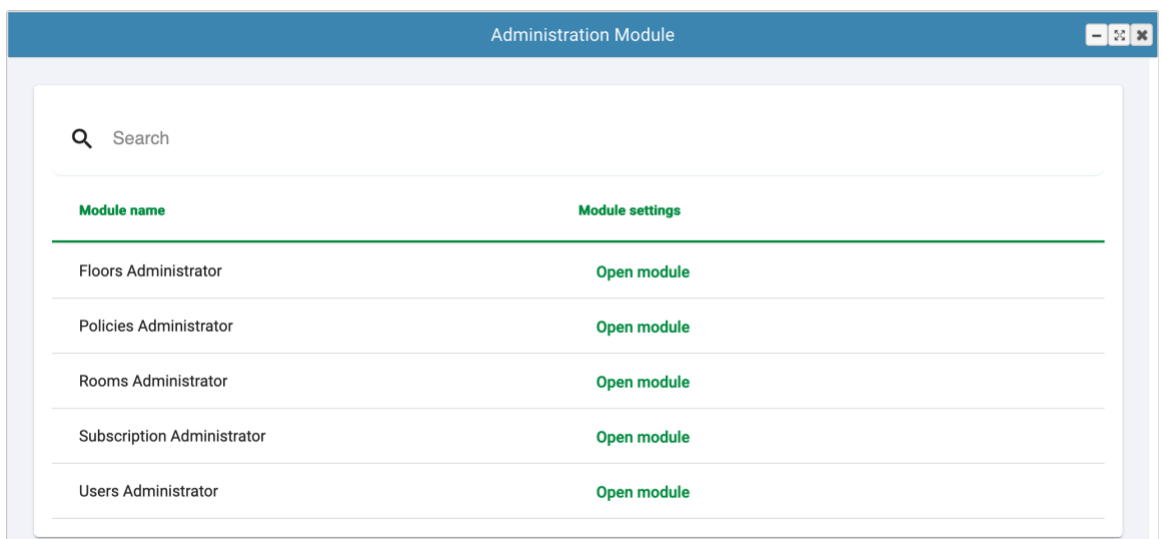 Administration Module
Search
Module name Module settings
Floors Administrator Open module
Policies Administrator Open module
Rooms Administrator Open module
Subscription Administrator Open module
Users Administrator Open module